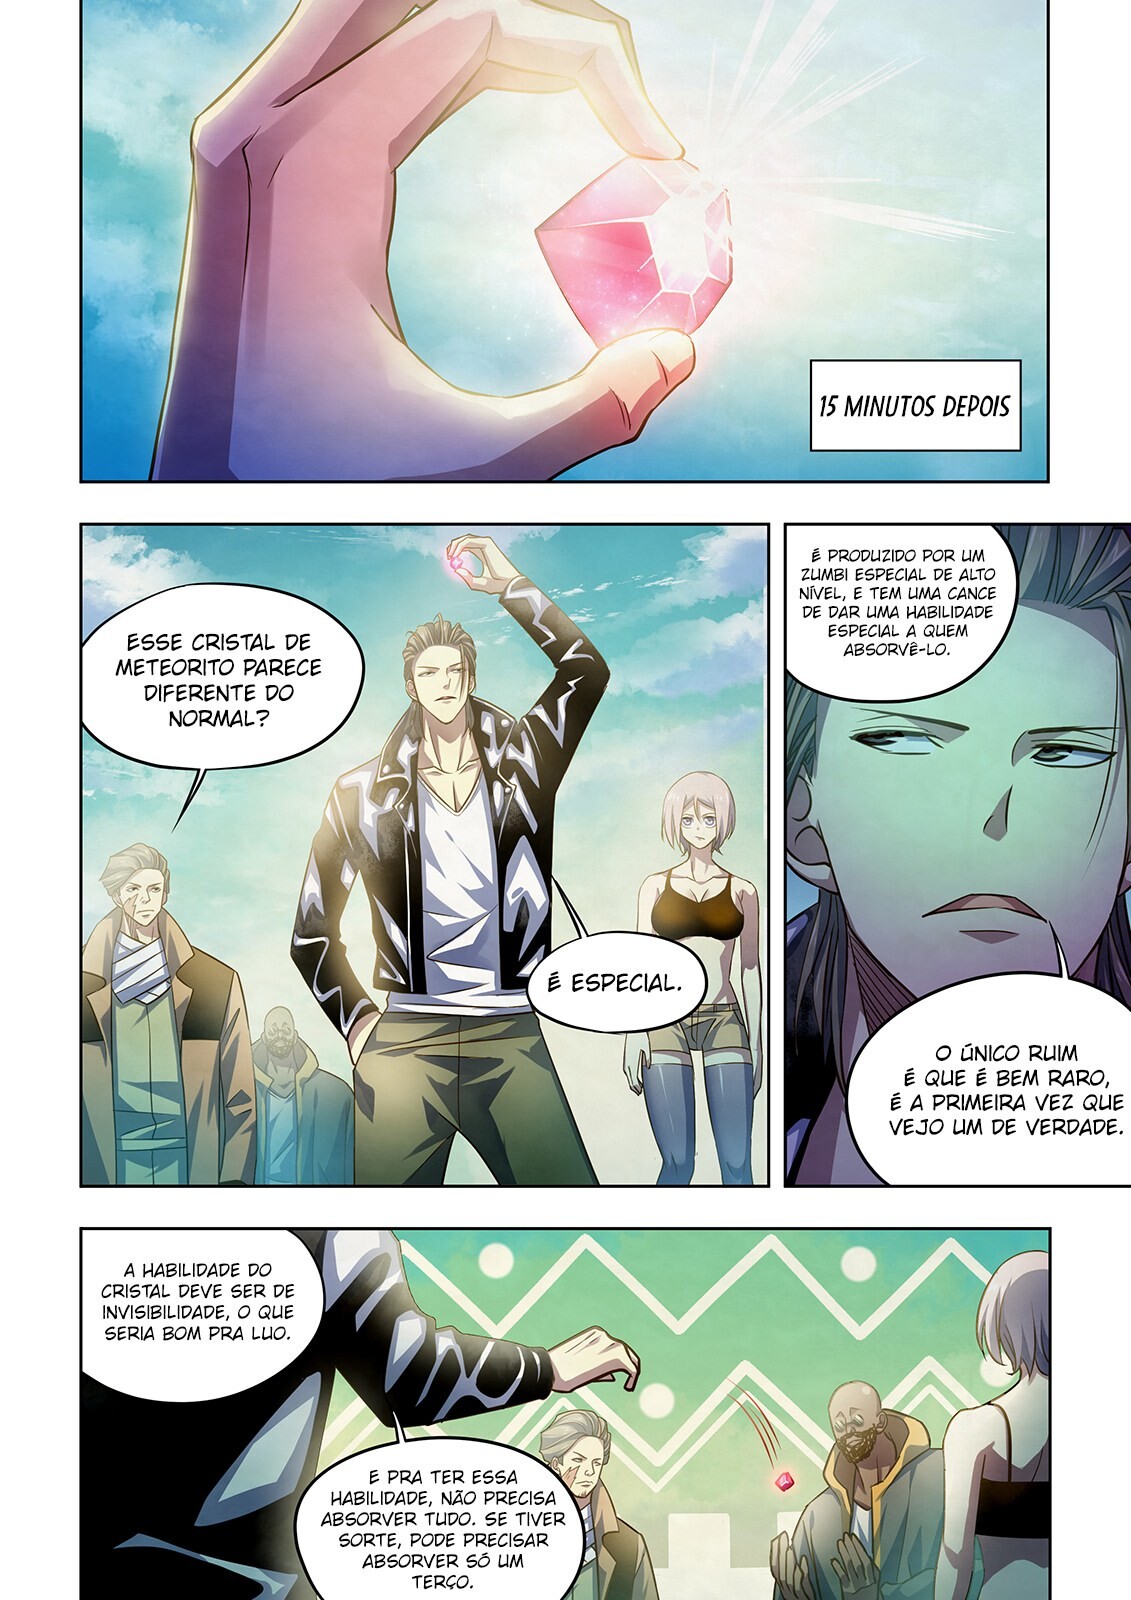 15 MINUTOS DEPOIS
ESSE CRISTAL DE
METEORITO PARECE
DIFERENTE DO
NORMAL?
É ESPECIAL.
É PRODUZIDO POR UM
ZUMBI ESPECIAL DE ALTO
NÍVEL, E TEM UMA CANCE
DE DAR UMA HABILIDADE
ESPECIAL A QUEM
ABSORVÊ-LO.
O ÚNICO RUIM
É QUE É BEM RARO,
É A PRIMEIRA VEZ QUE
VEJO UM DE VERDADE.
A HABILIDADE DO
CRISTAL DEVE SER DE
INVISIBILIDADE, O QUE
SERIA BOM PRA LUO.
E PRA TER ESSA
HABILIDADE, NÃO PRECISA
ABSORVER TUDO. SE TIVER
SORTE, PODE PRECISAR
ABSORVER SÓ UM
TERÇO.